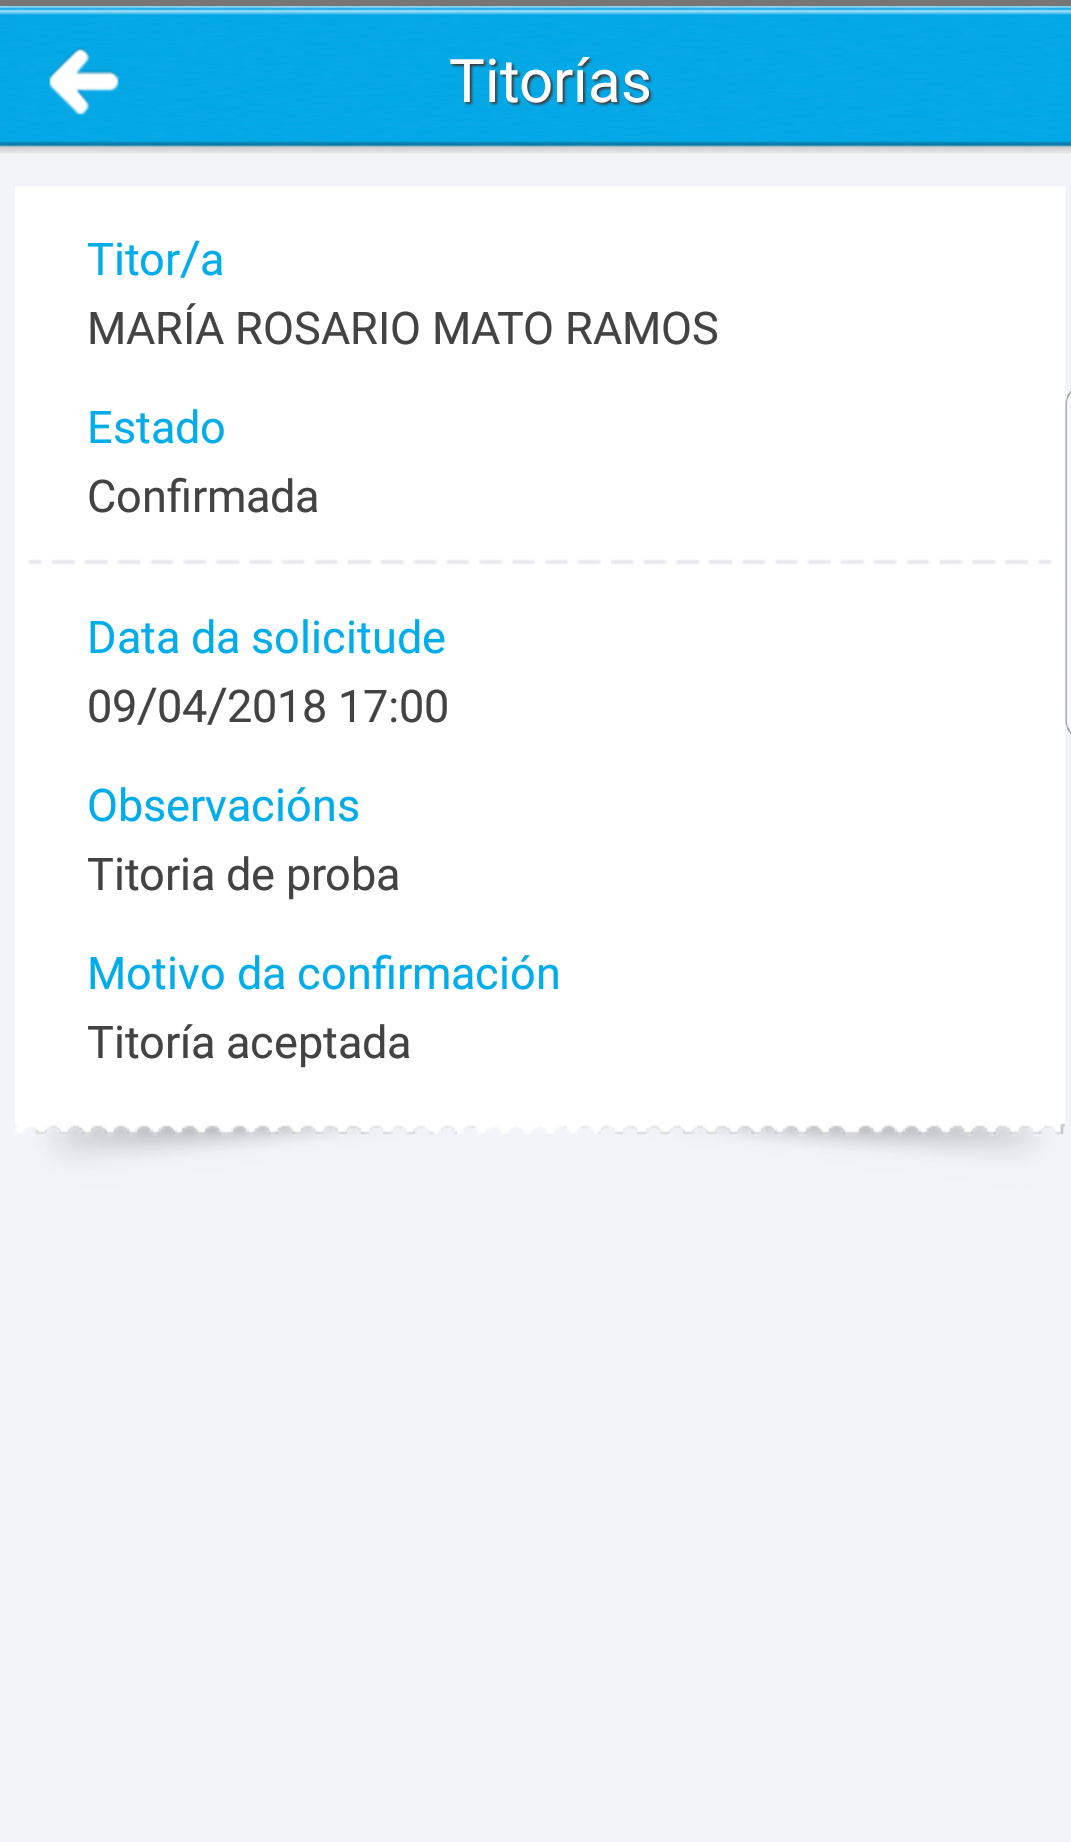 Titorías
Titor/a
MARÍA ROSARIO MATO RAMOS
Estado
Confirmada
Data da solicitude
09/04/2018 17:00
Observacións
Titoria de proba
Motivo da confirmación
Titoría aceptada